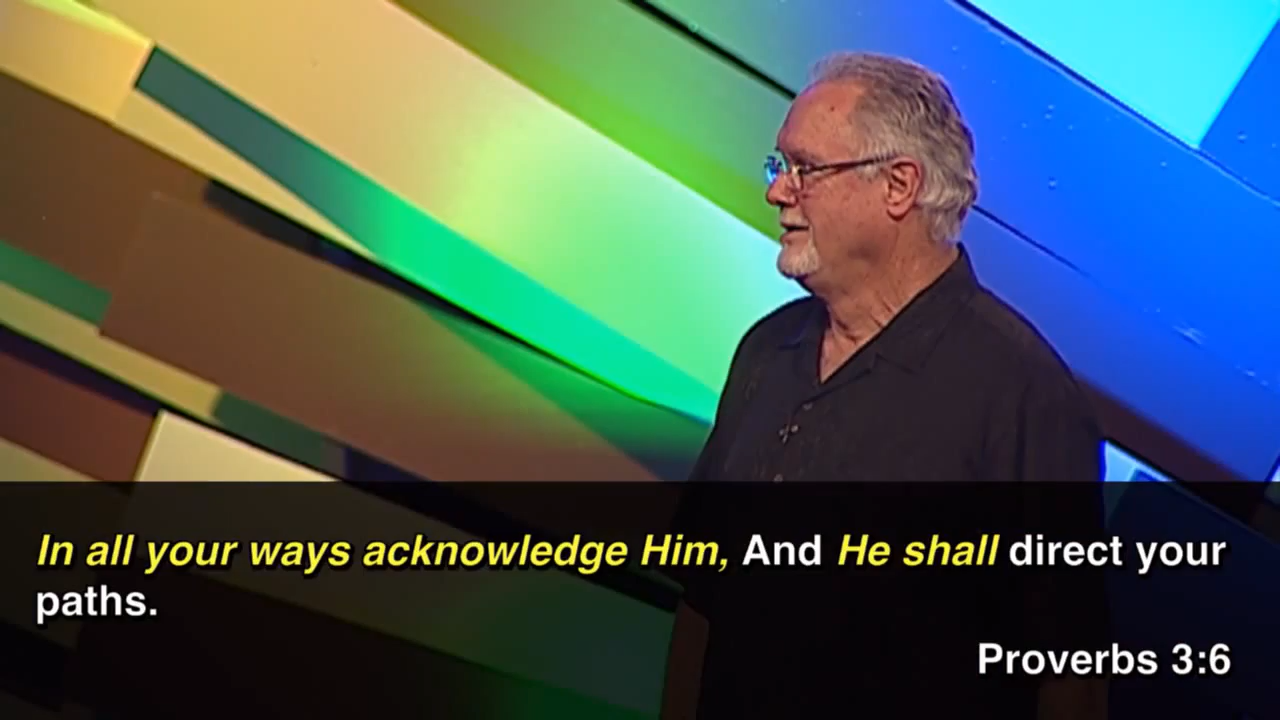 In all your ways acknowledge Him, And He shall direct your
paths.
Proverbs 3:6